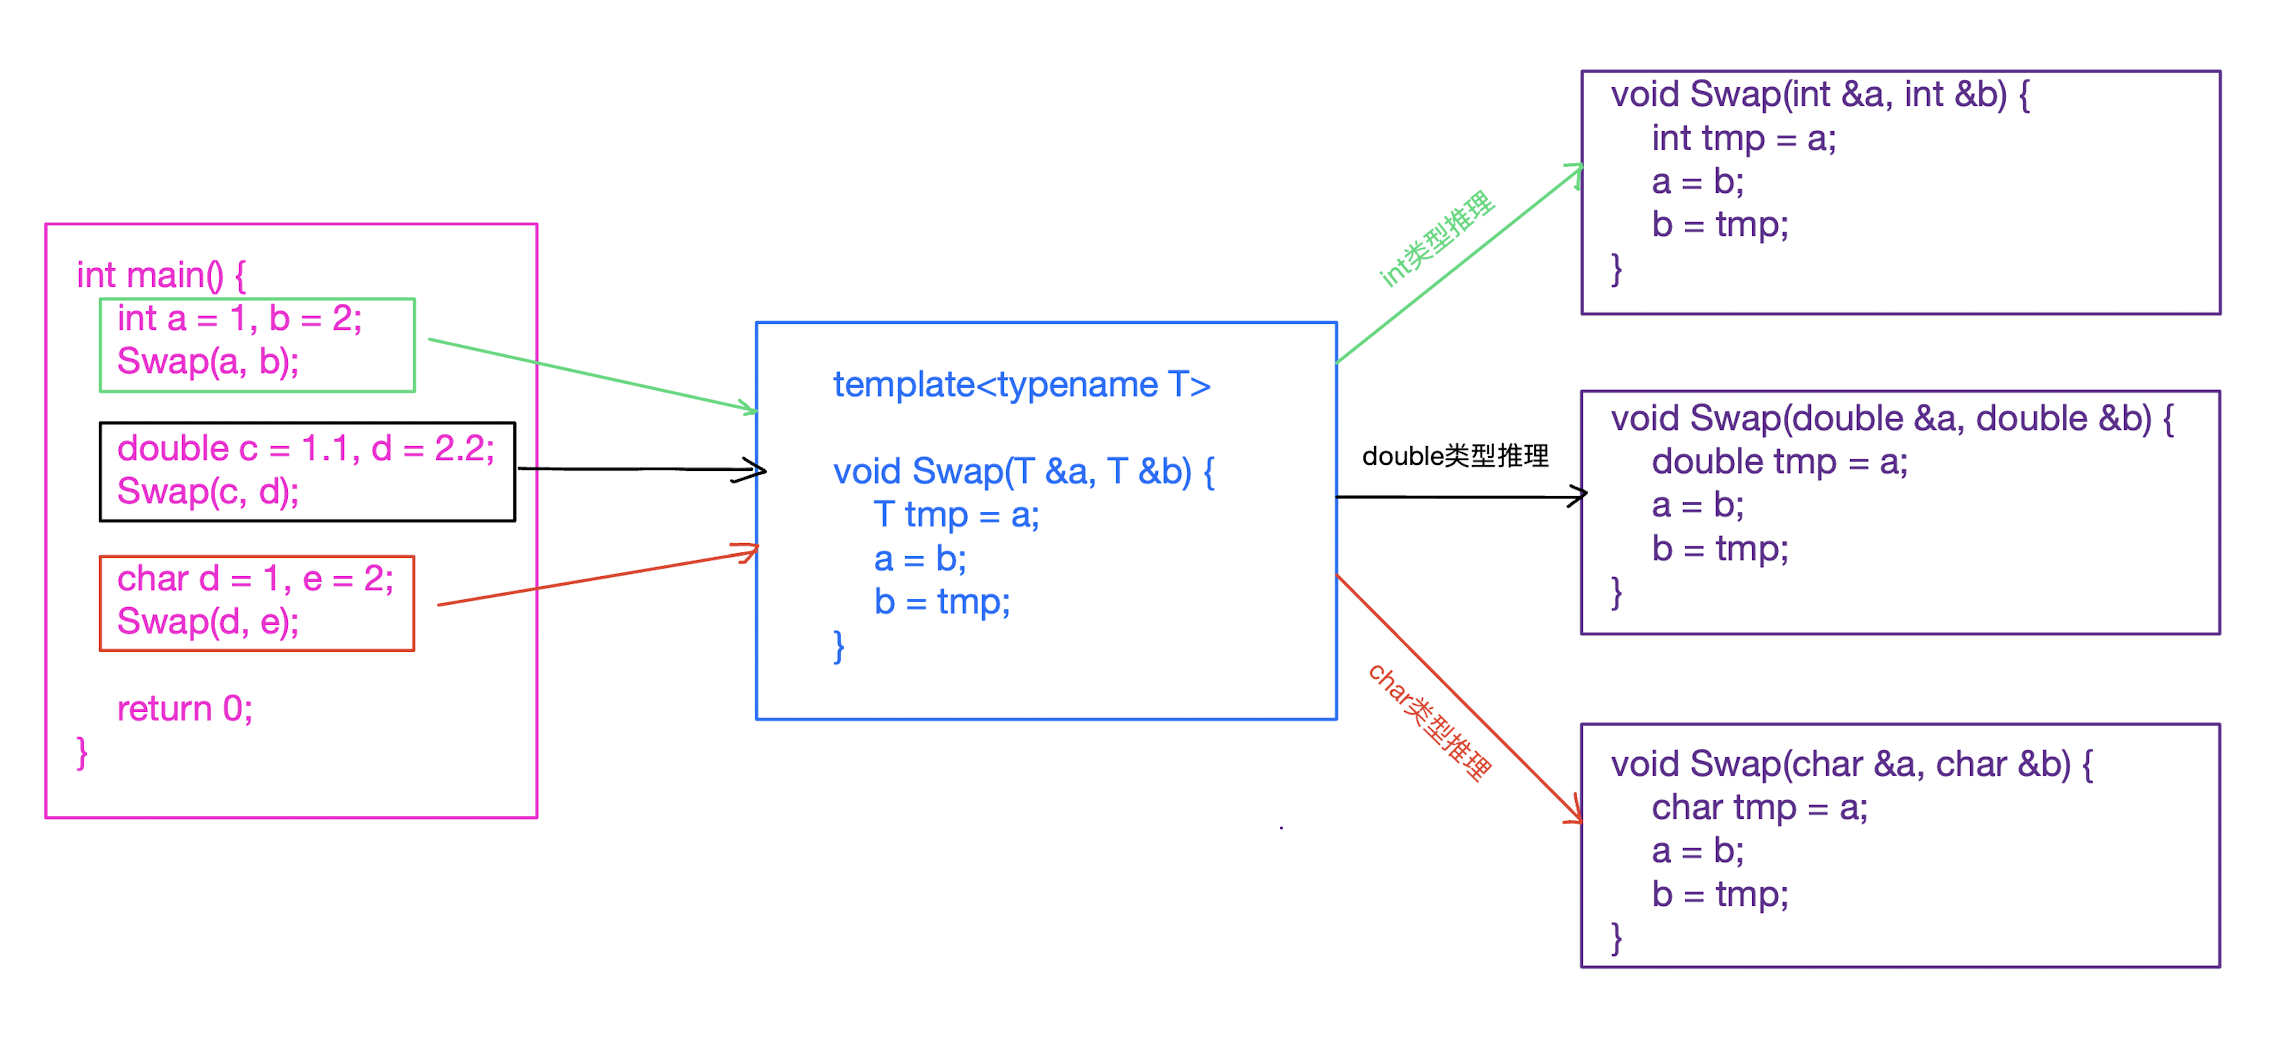 int main() {
int a = 1, b = 2;
Swap(a, b);
double c = 1.1, d = 2.2;
Swap(c, d);
char d = 1, e = 2;
Swap(d, e);
return 0;
}
template<typename T>
void Swap(T &a, T &b) {
T tmp = a;
a = b;
b = tmp;
}
int类型推理
double类型推理
char类型推理
void Swap(int &a, int &b) {
int tmp = a;
a = b;
b = tmp;
}
void Swap(double &a, double &b) {
double tmp = a;
a = b;
b = tmp;
}
void Swap(char &a, char &b) {
char tmp = a;
a = b;
b = tmp;
}